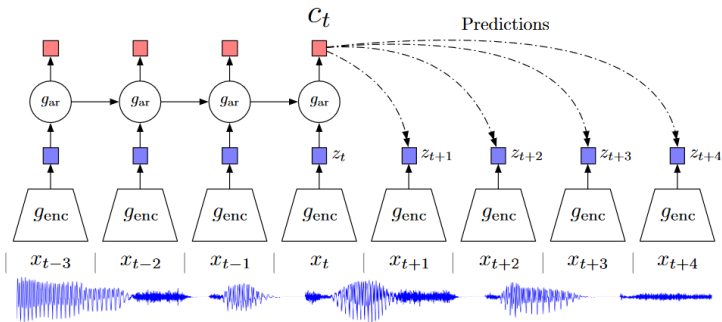 c_t
Predictions
g_ar g_ar g_ar g_ar
z_t z_{t+1} z_{t+2} z_{t+3} z_{t+4}
g_enc g_enc g_enc g_enc g_enc g_enc g_enc g_enc
x_{t−3} x_{t−2} x_{t−1} x_t x_{t+1} x_{t+2} x_{t+3} x_{t+4}